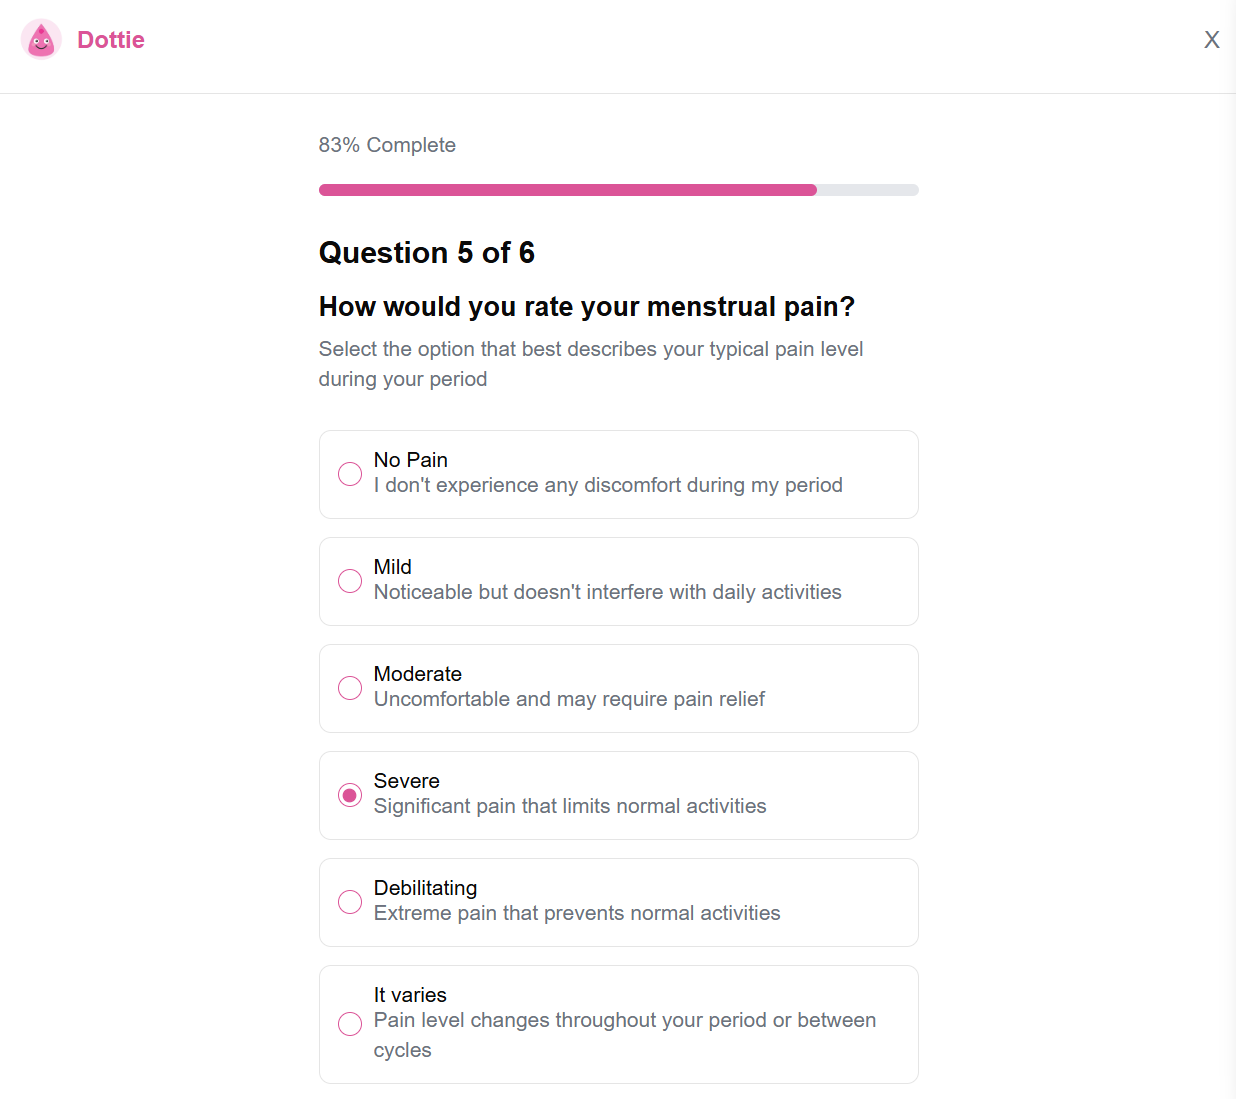 Dottie
X
83% Complete
Question 5 of 6
How would you rate your menstrual pain?
Select the option that best describes your typical pain level
during your period
No Pain
I don't experience any discomfort during my period
Mild
Noticeable but doesn't interfere with daily activities
Moderate
Uncomfortable and may require pain relief
Severe
Significant pain that limits normal activities
Debilitating
Extreme pain that prevents normal activities
It varies
Pain level changes throughout your period or between
cycles